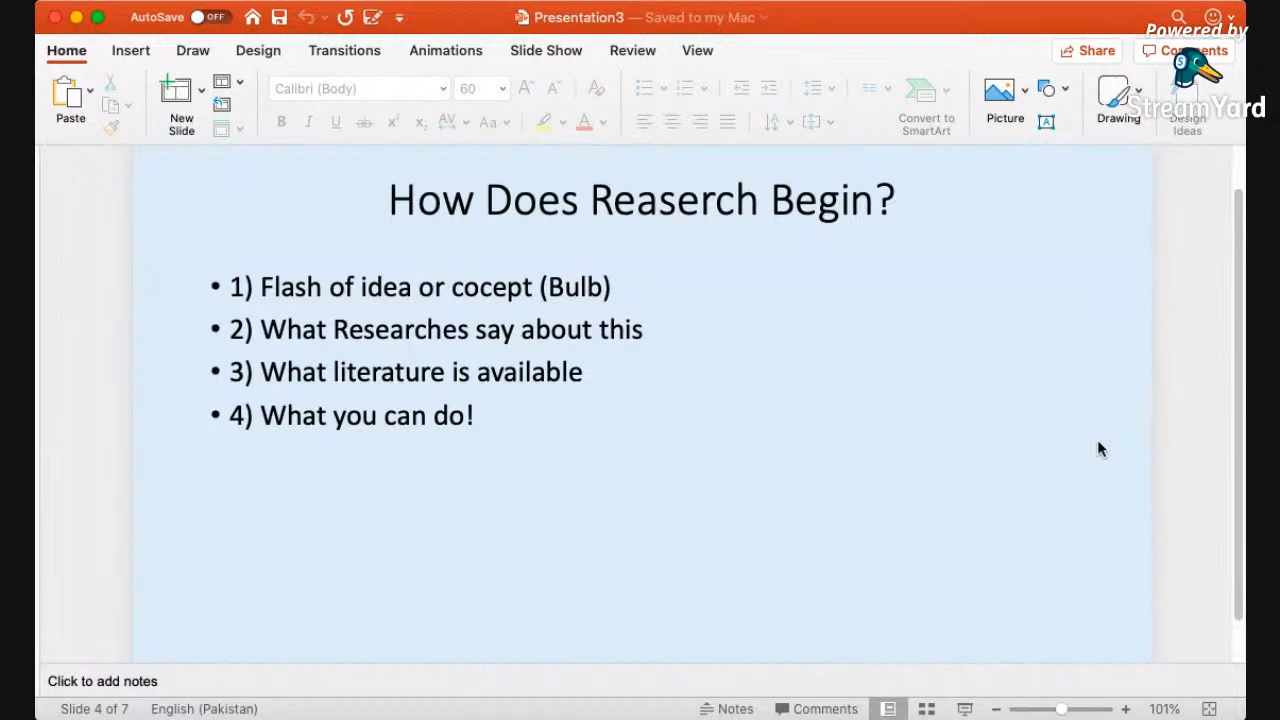 AutoSave OFF
Presentation3 — Saved to my Mac
Powered by
Home Insert Draw Design Transitions Animations Slide Show Review View Share Comments
StreamYard
Paste
New Slide
Calibri (Body) 60
Convert to SmartArt
Picture
Drawing
Design Ideas
How Does Reaserch Begin?
• 1) Flash of idea or cocept (Bulb)
• 2) What Researches say about this
• 3) What literature is available
• 4) What you can do!
Click to add notes
Slide 4 of 7 English (Pakistan) Notes Comments 101%